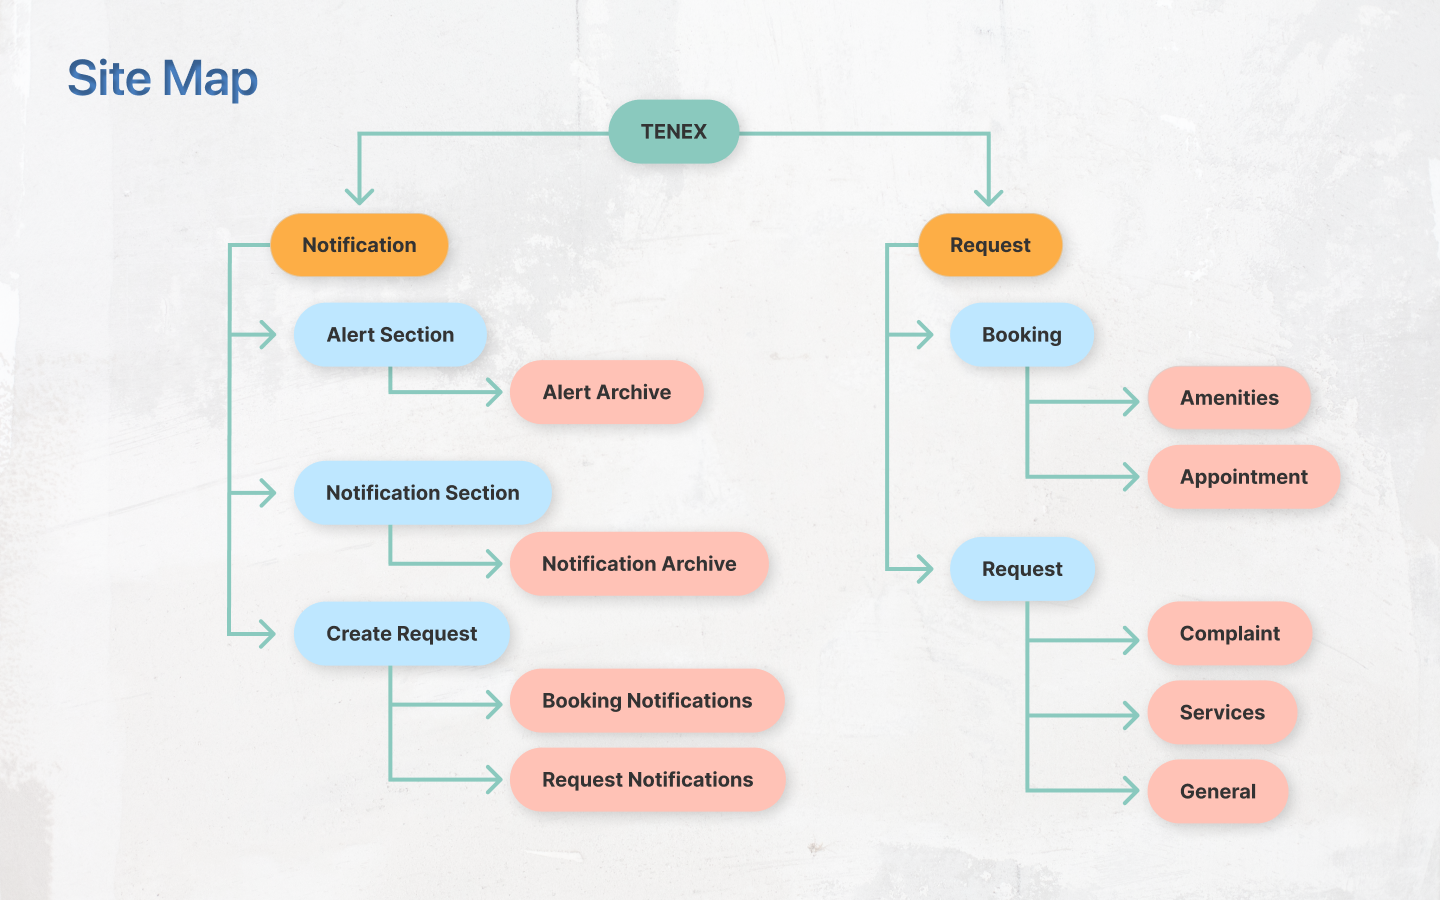 Site Map
TENEX
Notification
Alert Section
Alert Archive
Notification Section
Notification Archive
Create Request
Booking Notifications
Request Notifications
Request
Booking
Amenities
Appointment
Request
Complaint
Services
General